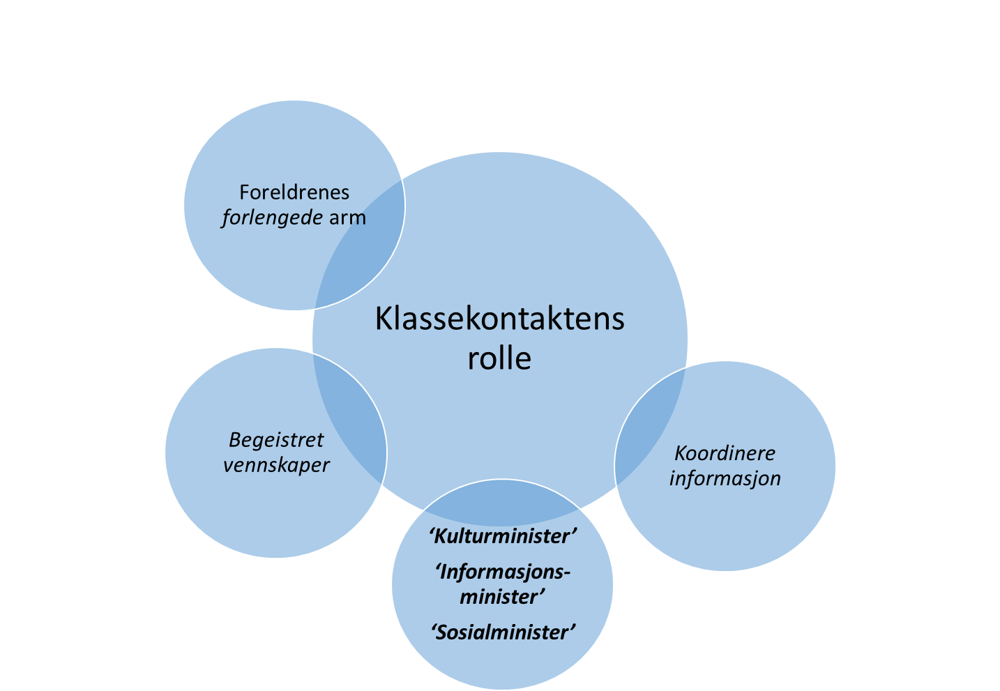 Foreldrenes
forlengede arm
Klassekontaktens
rolle
Begeistret
vennskaper
Koordinere
informasjon
‘Kulturminister’
‘Informasjons-
minister’
‘Sosialminister’